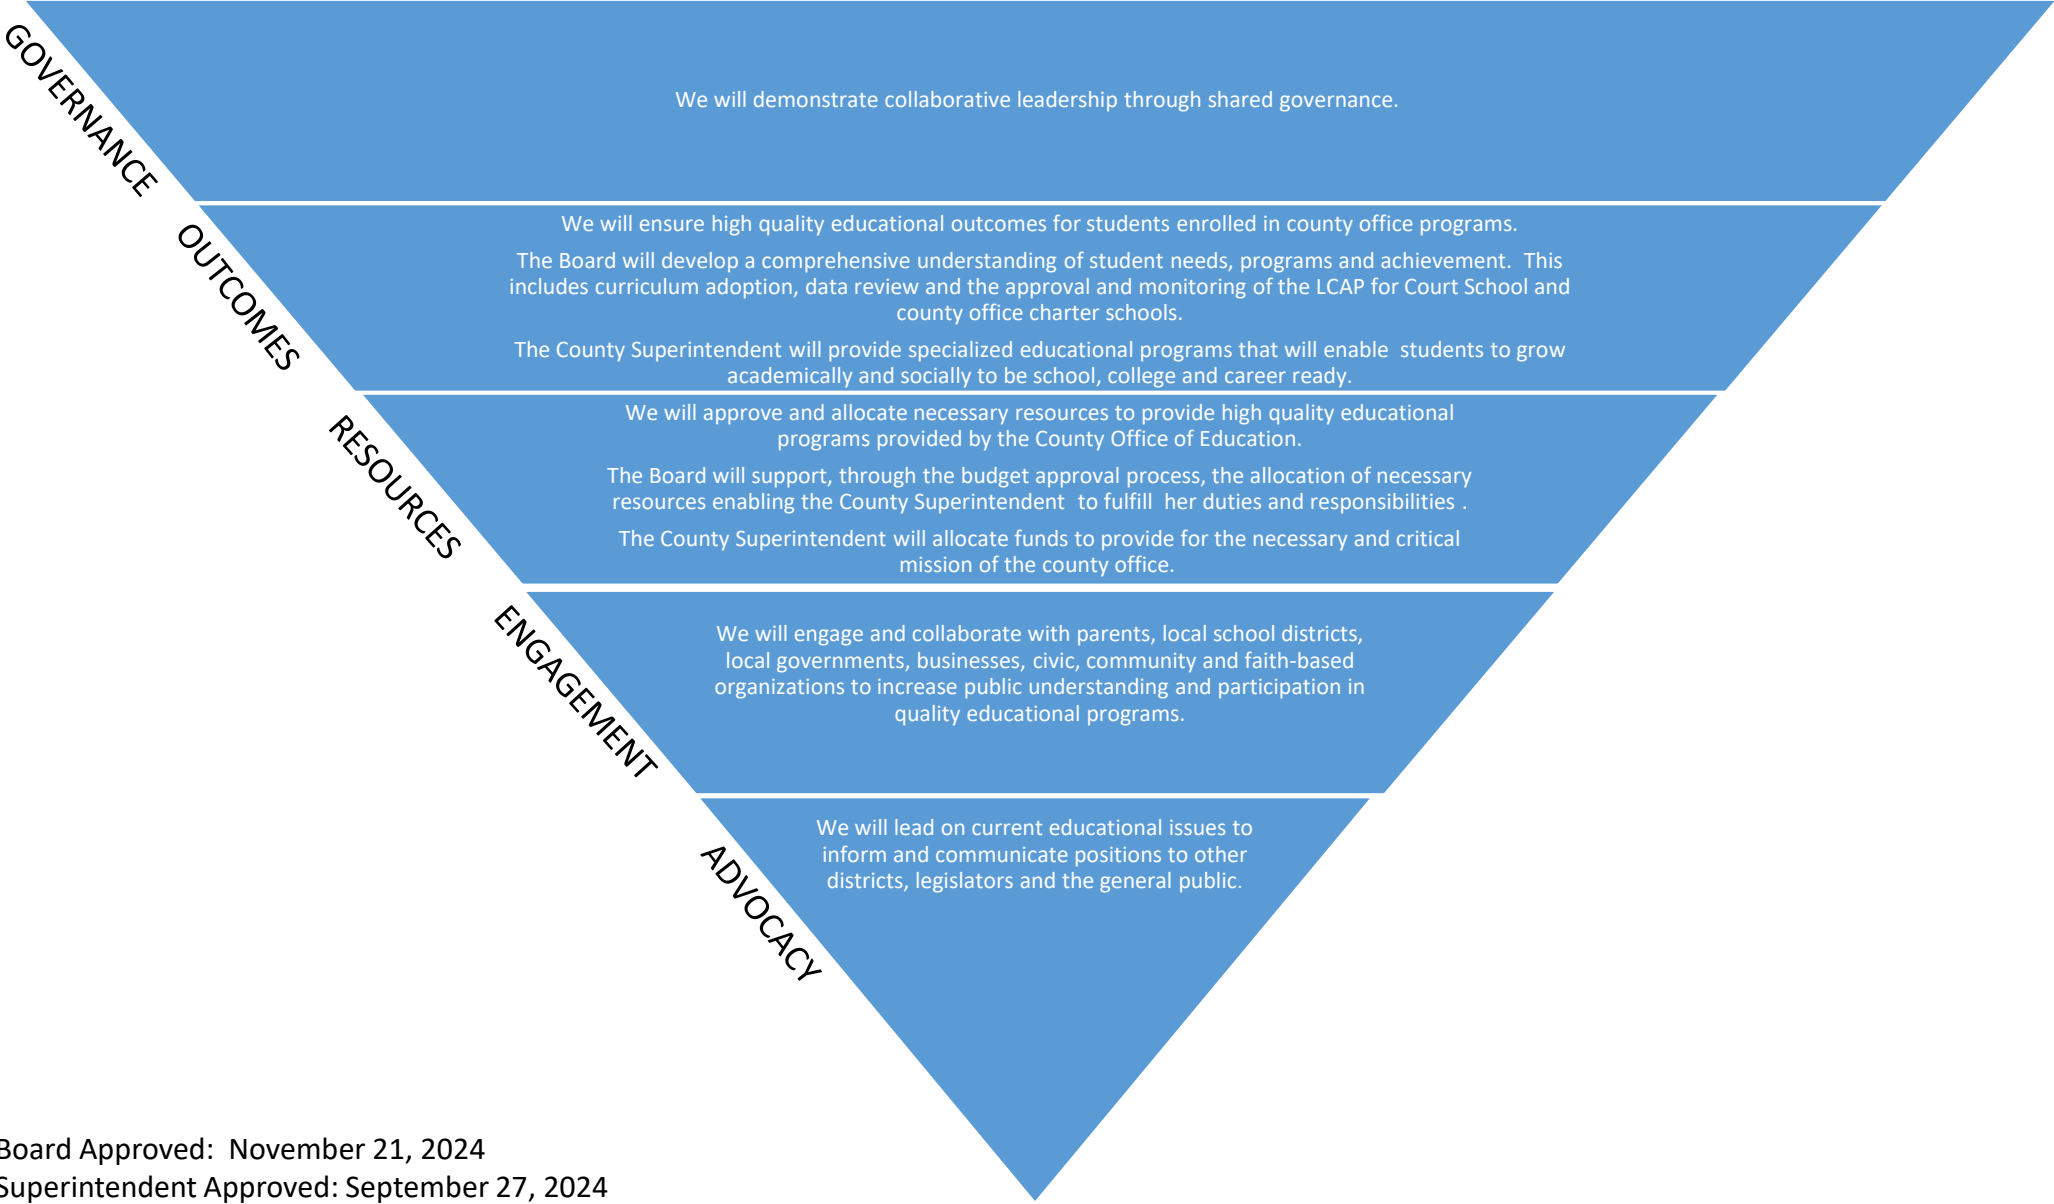 GOVERNANCE
We will demonstrate collaborative leadership through shared governance.
OUTCOMES
We will ensure high quality educational outcomes for students enrolled in county office programs.
The Board will develop a comprehensive understanding of student needs, programs and achievement.  This
includes curriculum adoption, data review and the approval and monitoring of the LCAP for Court School and
county office charter schools.
The County Superintendent will provide specialized educational programs that will enable  students to grow
academically and socially to be school, college and career ready.
RESOURCES
We will approve and allocate necessary resources to provide high quality educational
programs provided by the County Office of Education.
The Board will support, through the budget approval process, the allocation of necessary
resources enabling the County Superintendent  to fulfill  her duties and responsibilities .
The County Superintendent will allocate funds to provide for the necessary and critical
mission of the county office.
ENGAGEMENT
We will engage and collaborate with parents, local school districts,
local governments, businesses, civic, community and faith-based
organizations to increase public understanding and participation in
quality educational programs.
ADVOCACY
We will lead on current educational issues to
inform and communicate positions to other
districts, legislators and the general public.
Board Approved:  November 21, 2024
Superintendent Approved: September 27, 2024